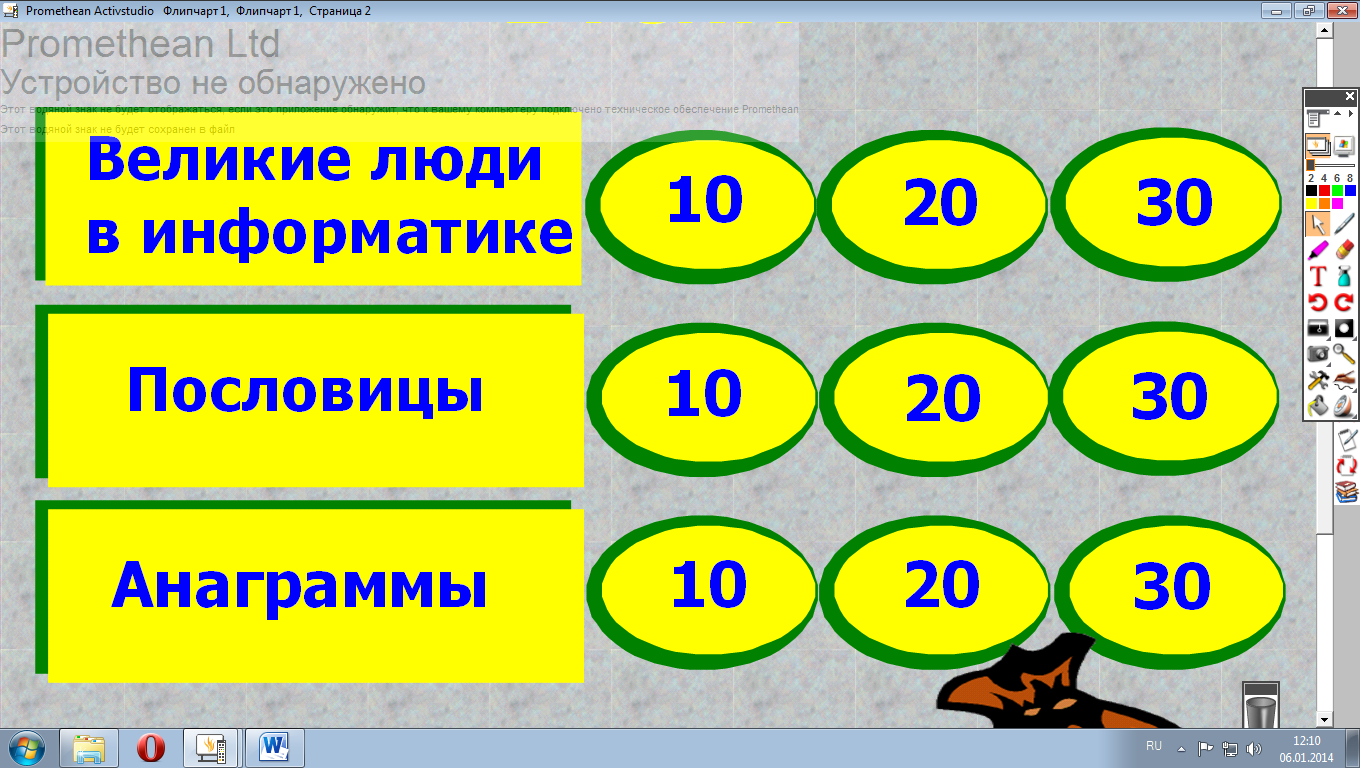 Promethean Activstudio Флипчарт 1, Флипчарт 1, Страница 2
Promethean Ltd
Устройство не обнаружено
Этот водяной знак не будет отображаться, если это приложение обнаружит, что к вашему компьютеру подключено техническое обеспечение Promethean
Этот водяной знак не будет сохранен в файл
Великие люди
в информатике
10 20 30
Пословицы
10 20 30
Анаграммы
10 20 30
2 4 6 8
T
RU
12:10
06.01.2014